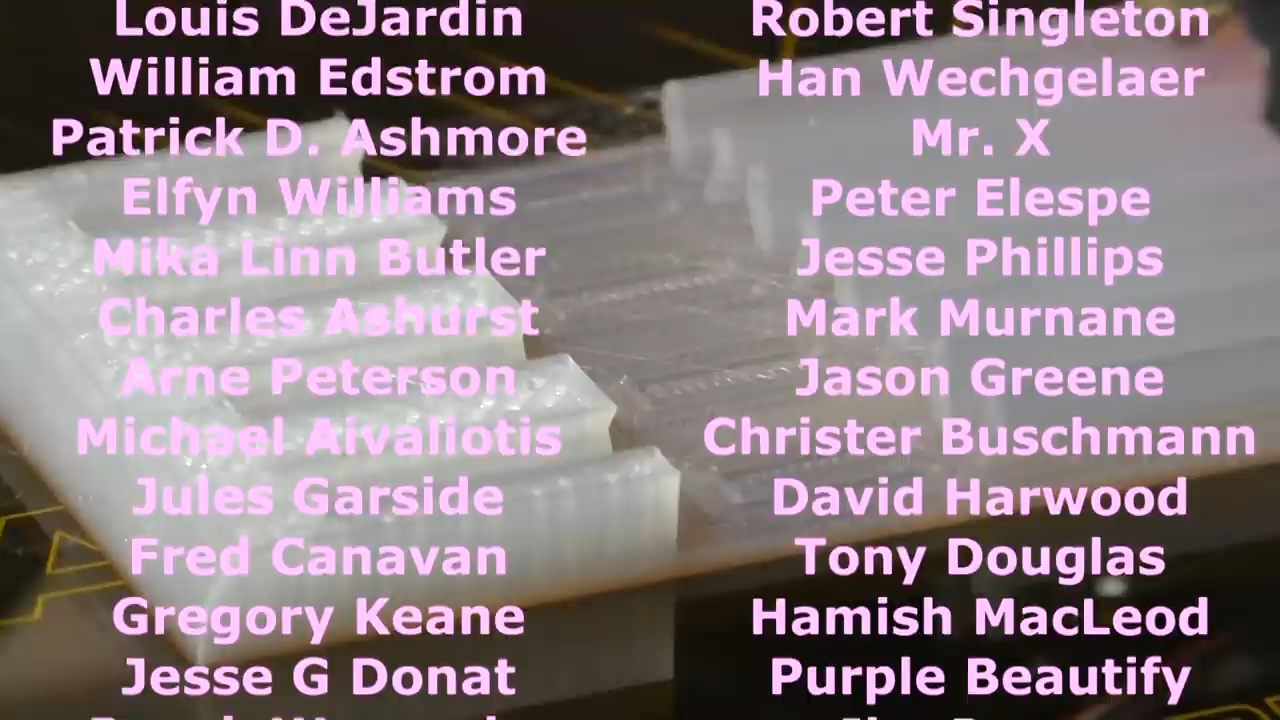 Louis DeJardin
William Edstrom
Patrick D. Ashmore
Elfyn Williams
Mika Linn Butler
Charles Ashurst
Arne Peterson
Michael Aivaliotis
Jules Garside
Fred Canavan
Gregory Keane
Jesse G Donat
Robert Singleton
Han Wechgelaer
Mr. X
Peter Elespe
Jesse Phillips
Mark Murnane
Jason Greene
Christer Buschmann
David Harwood
Tony Douglas
Hamish MacLeod
Purple Beautify